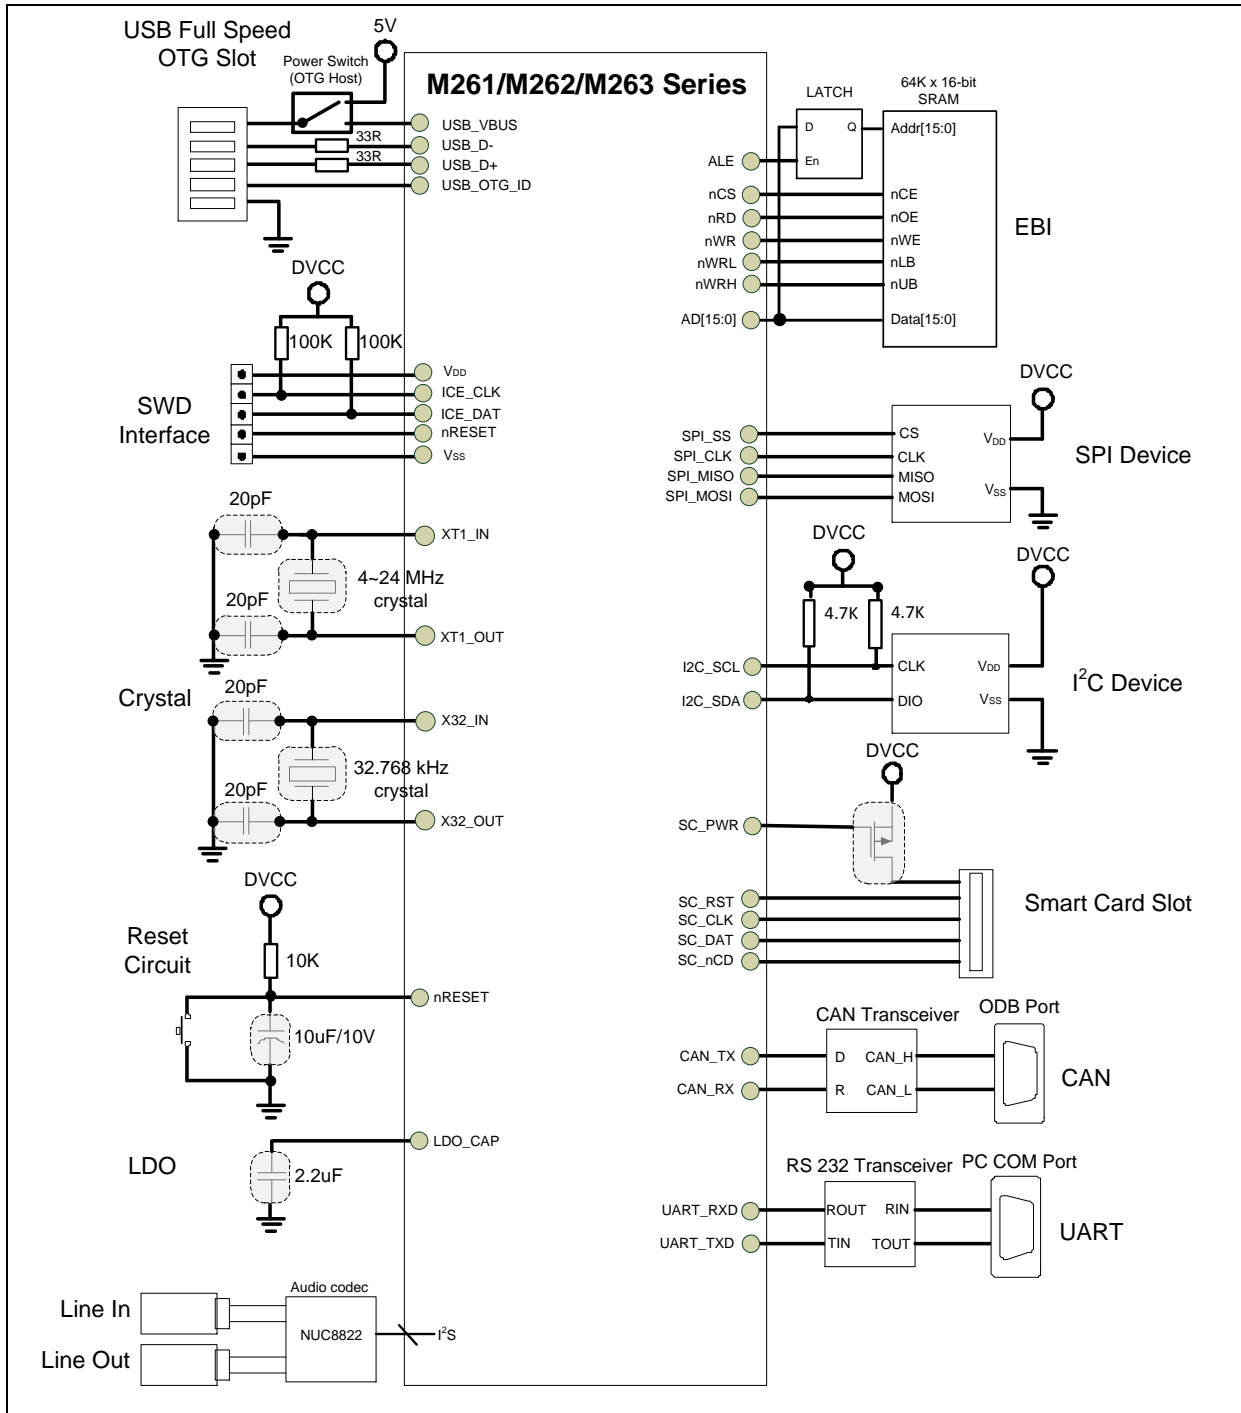 USB Full Speed
OTG Slot
5V
Power Switch
(OTG Host)
M261/M262/M263 Series
USB_VBUS
33R
USB_D-
33R
USB_D+
USB_OTG_ID
DVCC
100K
100K
SWD
Interface
VDD
ICE_CLK
ICE_DAT
nRESET
VSS
20pF
XT1_IN
4~24 MHz
crystal
20pF
XT1_OUT
Crystal
20pF
X32_IN
32.768 kHz
crystal
20pF
X32_OUT
DVCC
Reset
Circuit
10K
nRESET
10uF/10V
LDO
LDO_CAP
2.2uF
Line In
Line Out
Audio codec
NUC8822
I²S
LATCH
64K x 16-bit
SRAM
D
Q
Addr[15:0]
ALE
En
nCS
nCE
nRD
nOE
nWR
nWE
nWRL
nLB
nWRH
nUB
AD[15:0]
Data[15:0]
EBI
DVCC
SPI_SS
CS
VDD
SPI_CLK
CLK
SPI_MISO
MISO
VSS
SPI_MOSI
MOSI
SPI Device
DVCC
DVCC
4.7K
4.7K
I2C_SCL
CLK
VDD
I2C_SDA
DIO
VSS
I²C Device
DVCC
SC_PWR
SC_RST
SC_CLK
SC_DAT
SC_nCD
Smart Card Slot
CAN Transceiver
ODB Port
CAN_TX
D
CAN_H
CAN_RX
R
CAN_L
CAN
RS 232 Transceiver
PC COM Port
UART_RXD
ROUT
RIN
UART_TXD
TIN
TOUT
UART